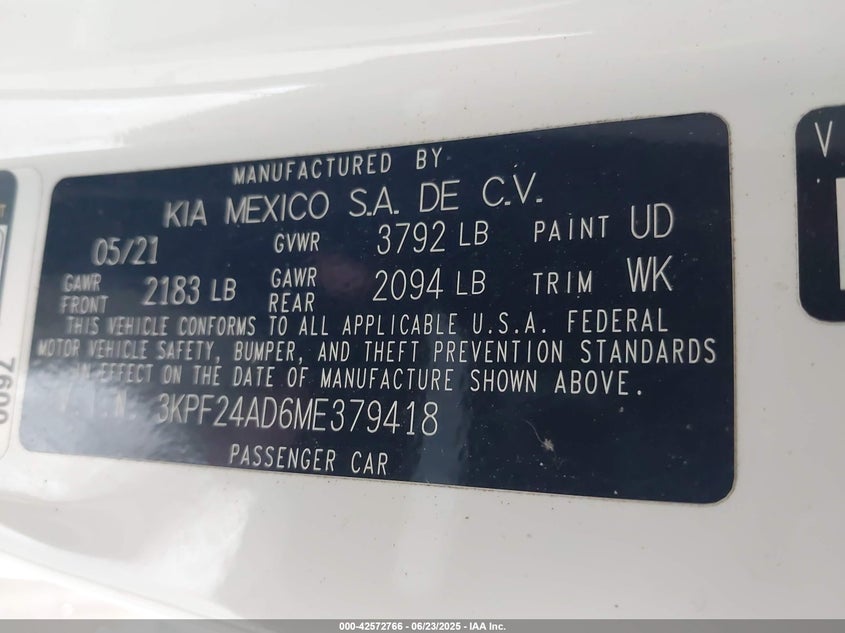 MANUFACTURED BY
KIA MEXICO S.A. DE C.V.
05/21 GVWR 3792 LB PAINT UD
GAWR FRONT 2183 LB GAWR REAR 2094 LB TRIM WK
THIS VEHICLE CONFORMS TO ALL APPLICABLE U.S.A. FEDERAL
MOTOR VEHICLE SAFETY, BUMPER, AND THEFT PREVENTION STANDARDS
IN EFFECT ON THE DATE OF MANUFACTURE SHOWN ABOVE.
V.I.N. 3KPF24AD6ME379418
PASSENGER CAR
V
000-42572766 - 06/23/2025 - IAA Inc.